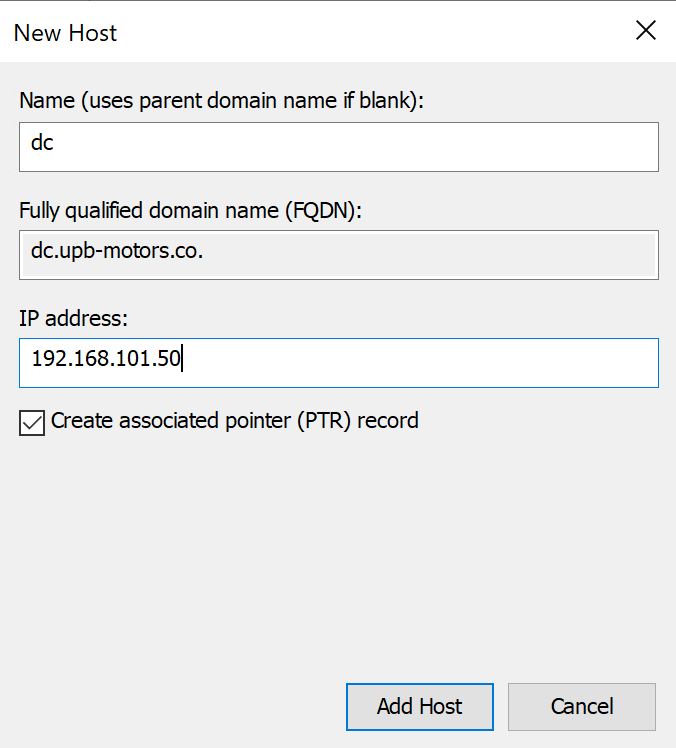 New Host
Name (uses parent domain name if blank):
dc
Fully qualified domain name (FQDN):
dc.upb-motors.co.
IP address:
192.168.101.50
Create associated pointer (PTR) record
Add Host
Cancel